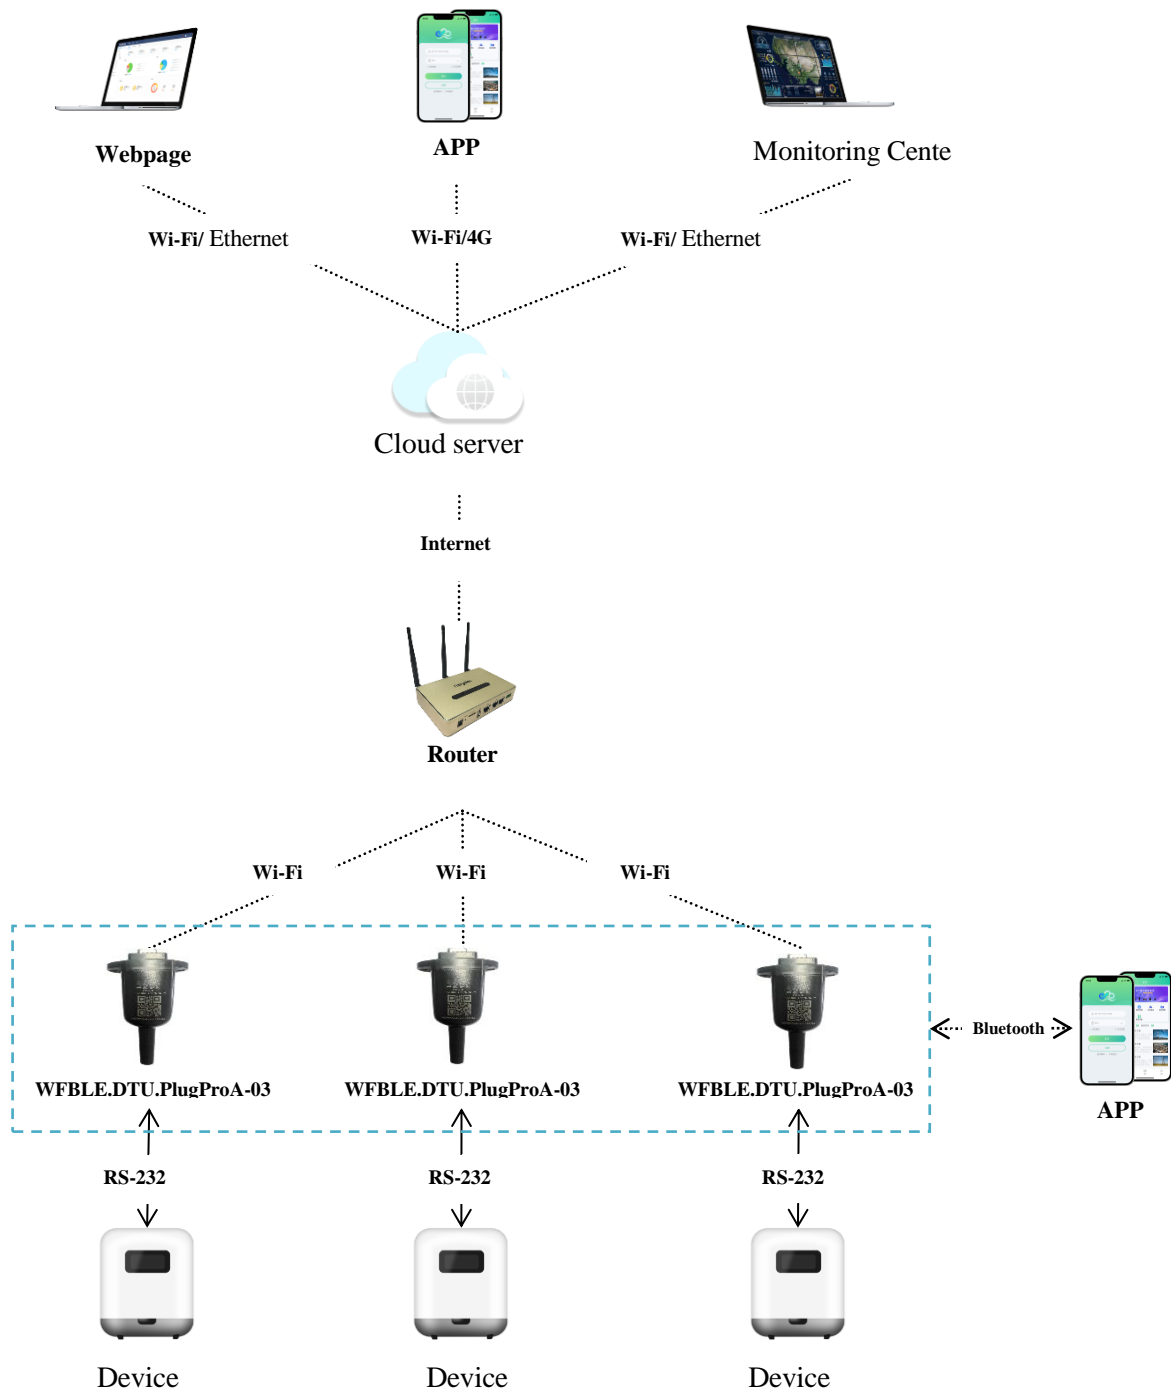 Webpage
APP
Monitoring Cente
Wi-Fi/ Ethernet
Wi-Fi/4G
Wi-Fi/ Ethernet
Cloud server
Internet
Router
Wi-Fi
Wi-Fi
Wi-Fi
WFBLE.DTU.PlugProA-03
WFBLE.DTU.PlugProA-03
WFBLE.DTU.PlugProA-03
Bluetooth
APP
RS-232
RS-232
RS-232
Device
Device
Device